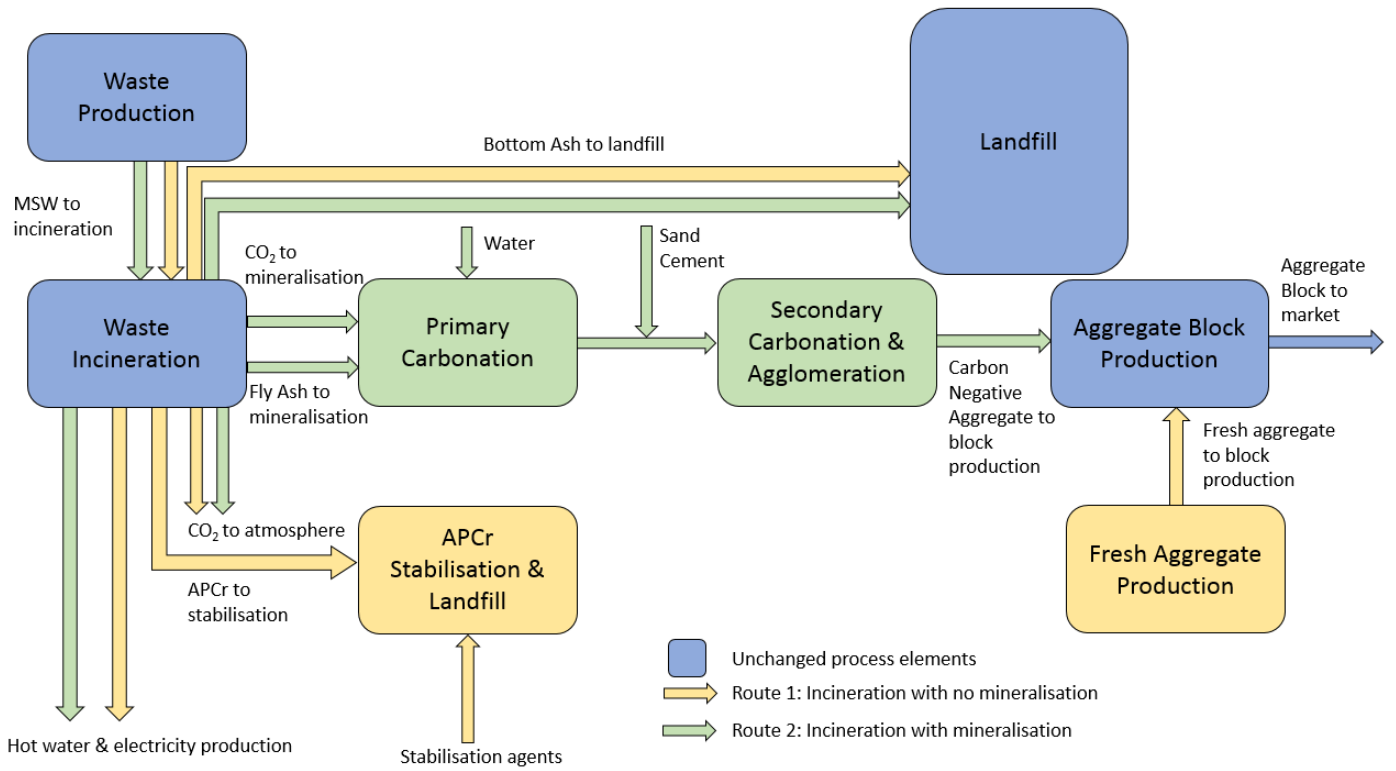 Waste
Production
Landfill
Bottom Ash to landfill
MSW to
incineration
CO₂ to
mineralisation
Water
Sand
Cement
Aggregate
Block to
market
Waste
Incineration
Primary
Carbonation
Secondary
Carbonation &
Agglomeration
Aggregate Block
Production
Fly Ash to
mineralisation
Carbon
Negative
Aggregate to
block
production
Fresh aggregate
to block
production
CO₂ to atmosphere
APCr to
stabilisation
APCr
Stabilisation &
Landfill
Fresh Aggregate
Production
Unchanged process elements
Route 1: Incineration with no mineralisation
Route 2: Incineration with mineralisation
Hot water & electricity production
Stabilisation agents